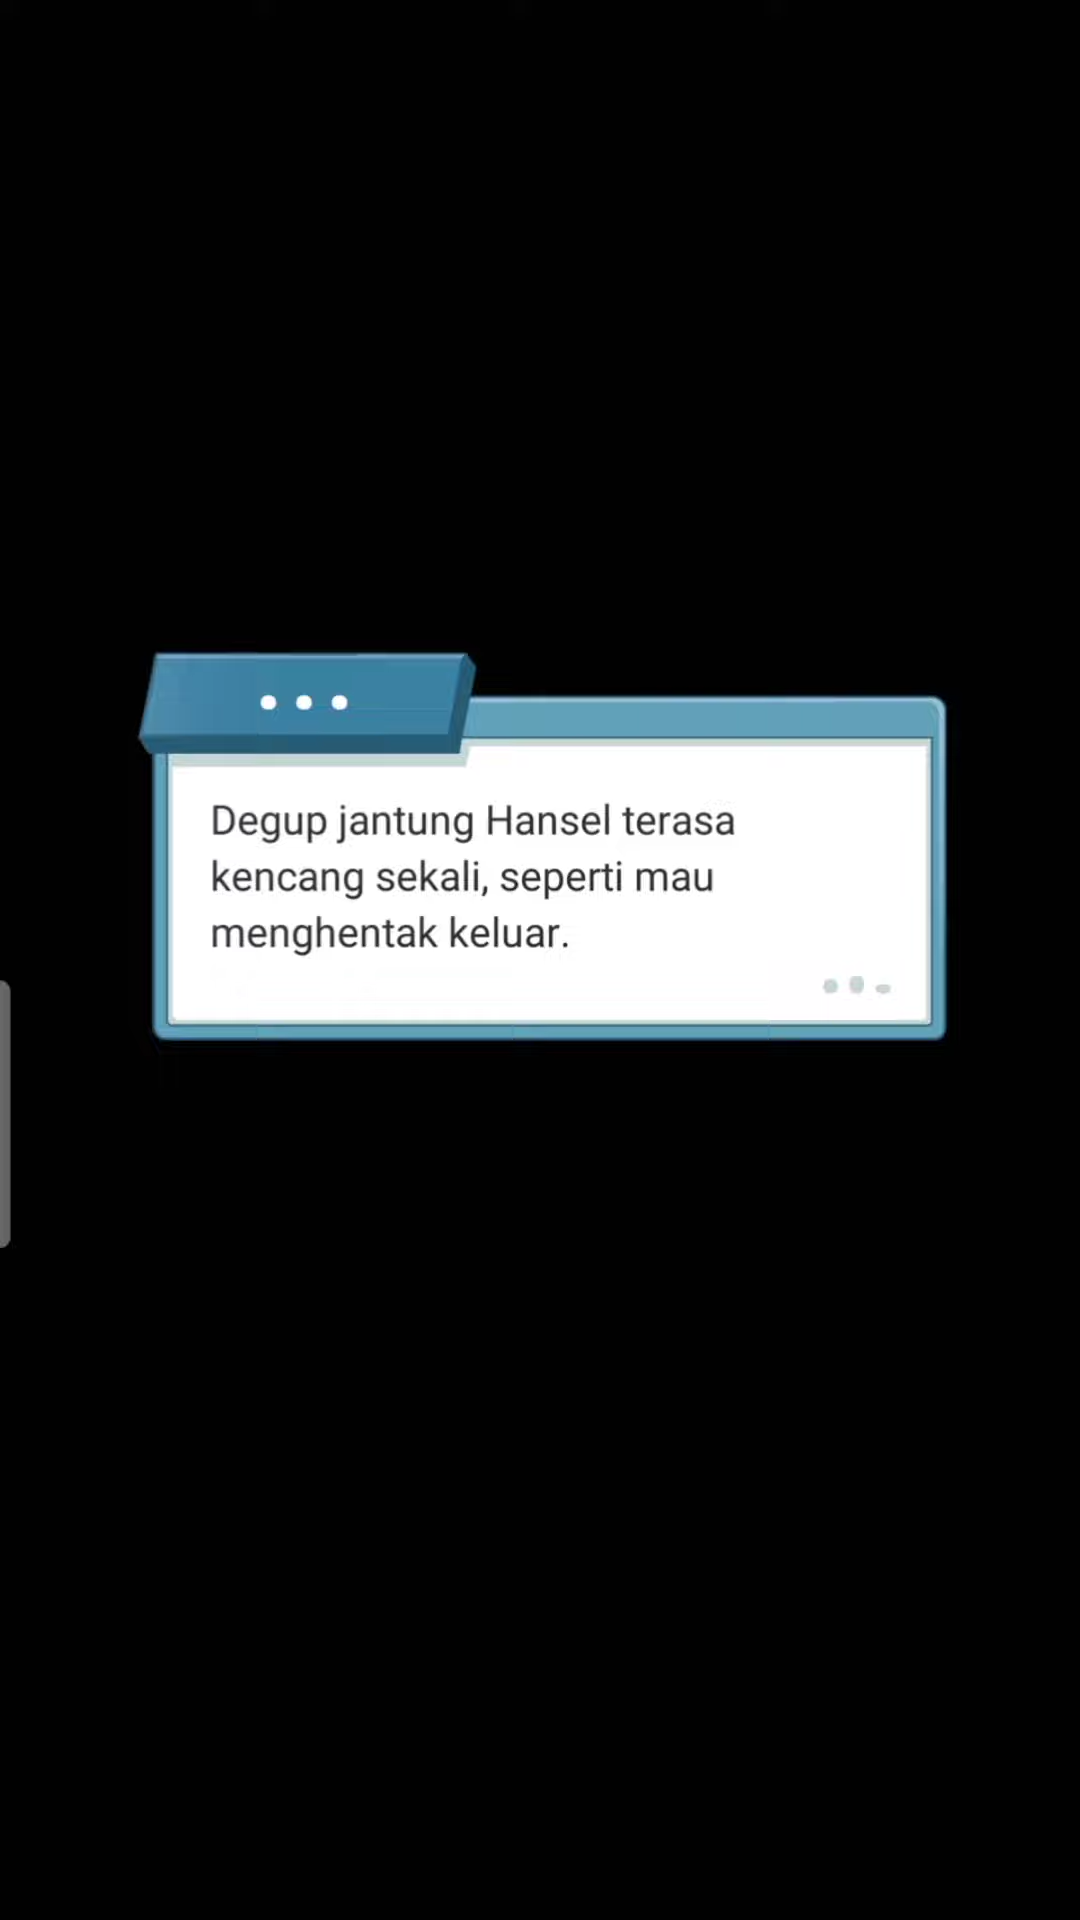 Degup jantung Hansel terasa
kencang sekali, seperti mau
menghentak keluar.